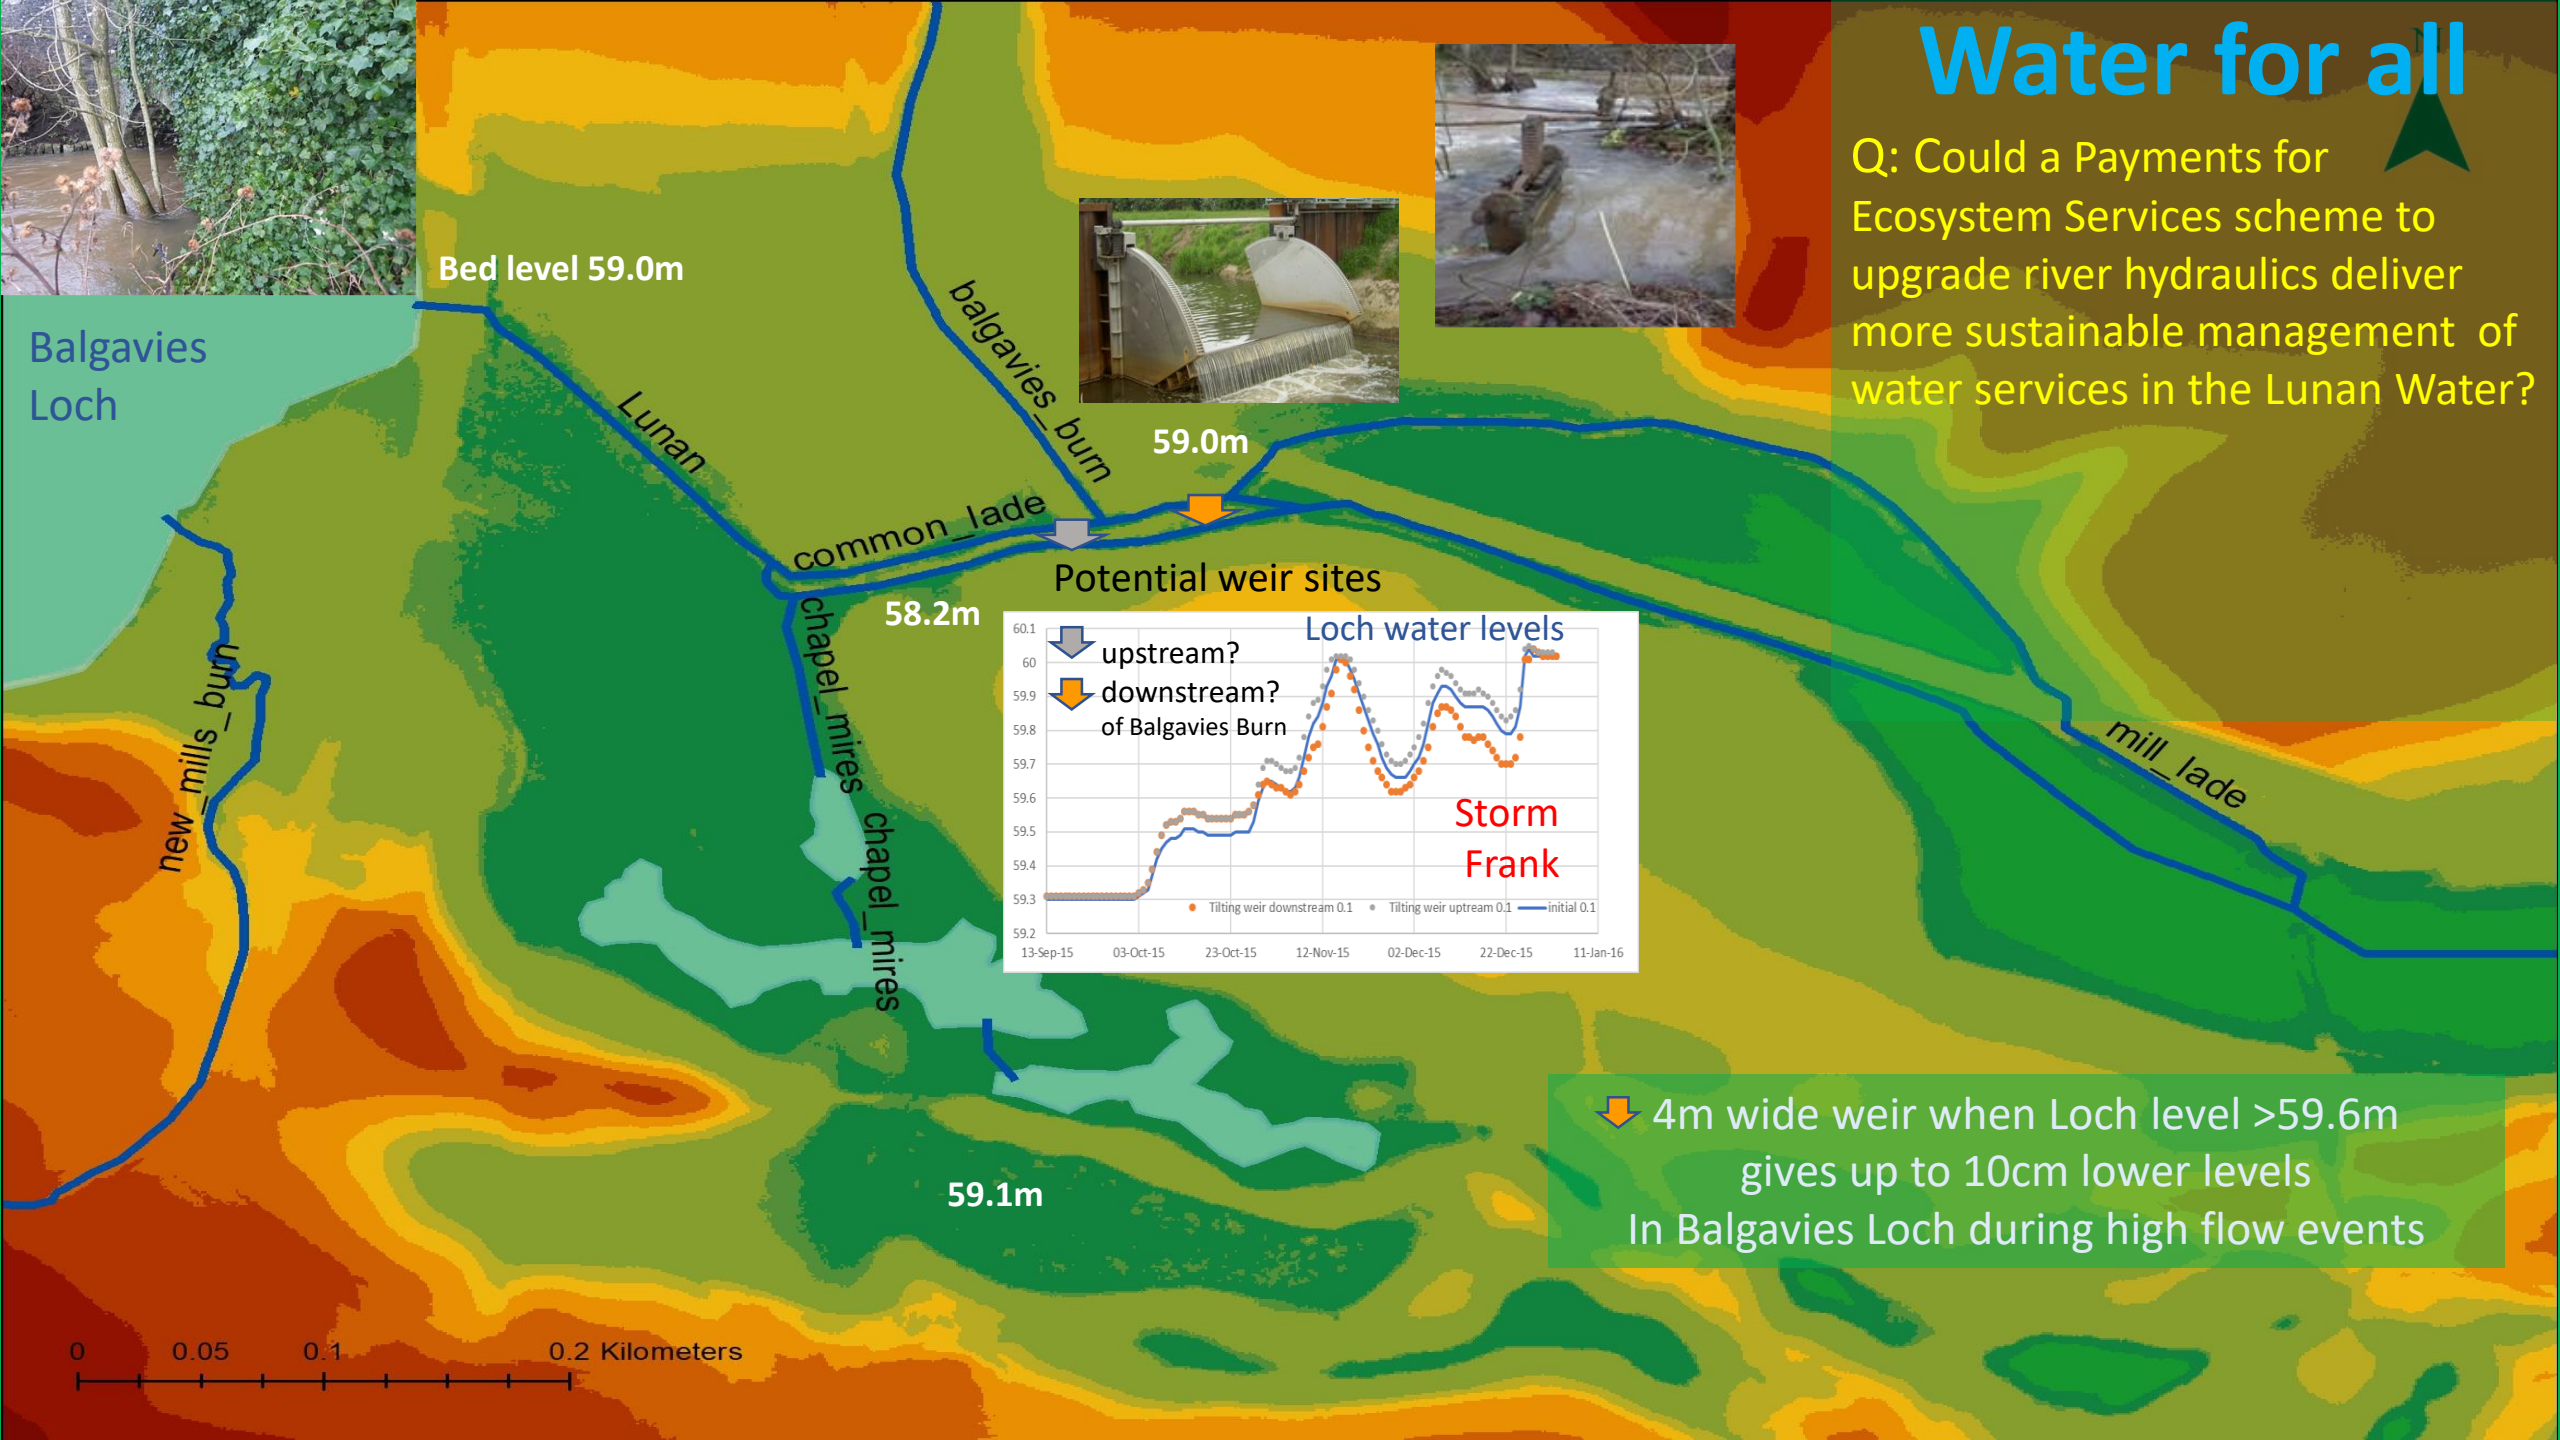 Water for all
N
Q: Could a Payments for
Ecosystem Services scheme to
upgrade river hydraulics deliver
more sustainable management of
water services in the Lunan Water?
Bed level 59.0m
Balgavies
Loch
Lunan
balgavies_burn
59.0m
common_lade
Potential weir sites
58.2m
chapel_mires
chapel_mires
new_mills_burn
mill_lade
Loch water levels
upstream?
downstream?
of Balgavies Burn
60.1
60
59.9
59.8
59.7
59.6
59.5
59.4
59.3
59.2
Storm
Frank
Tilting weir downstream 0.1
Tilting weir uptream 0.1
initial 0.1
13-Sep-15
03-Oct-15
23-Oct-15
12-Nov-15
02-Dec-15
22-Dec-15
11-Jan-16
4m wide weir when Loch level >59.6m
gives up to 10cm lower levels
In Balgavies Loch during high flow events
59.1m
0 0.05 0.1 0.2 Kilometers